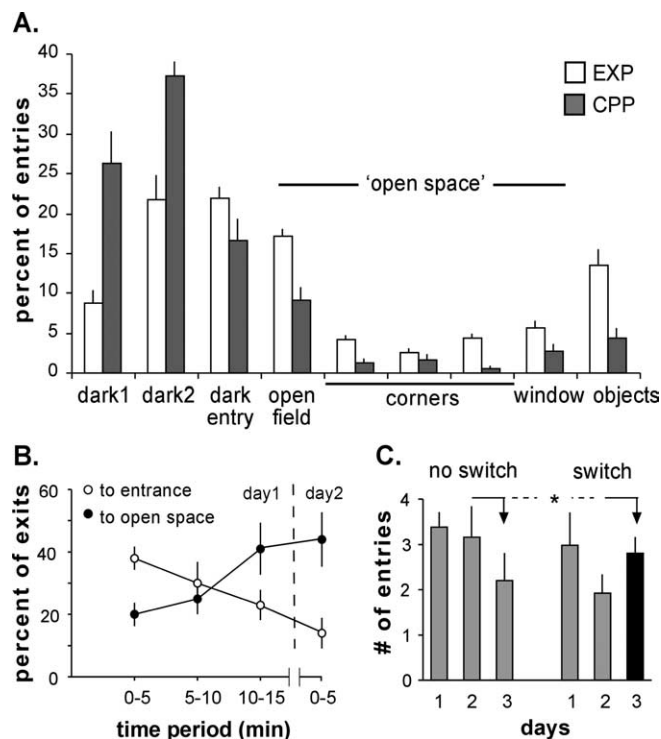 A.
percent of entries
40
35
30
25
20
15
10
5
0
EXP
CPP
'open space'
dark1 dark2 dark entry open field corners window objects
B.
percent of exits
60
40
20
to entrance
to open space
day1 day2
0-5 5-10 10-15 0-5
time period (min)
C.
no switch switch
*
# of entries
4
3
2
1
0
1 2 3 1 2 3
days